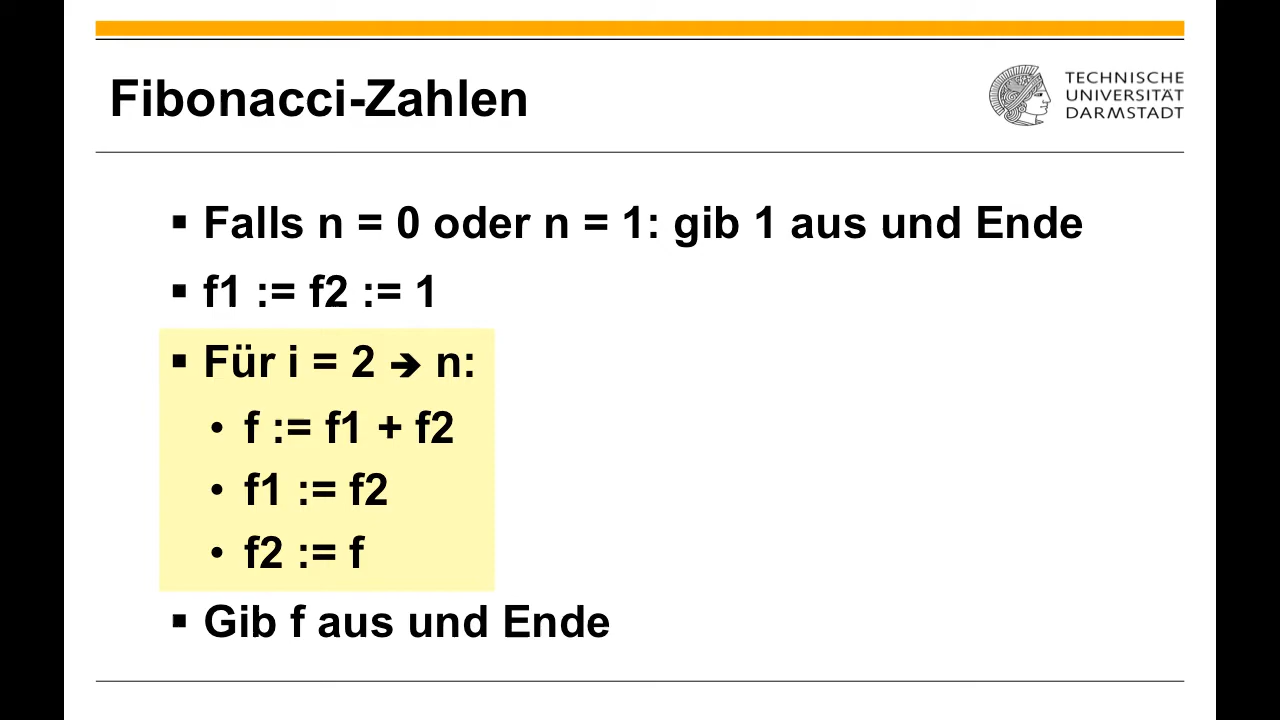 Fibonacci-Zahlen
TECHNISCHE
UNIVERSITÄT
DARMSTADT
▪ Falls n = 0 oder n = 1: gib 1 aus und Ende
▪ f1 := f2 := 1
▪ Für i = 2 ➔ n:
• f := f1 + f2
• f1 := f2
• f2 := f
▪ Gib f aus und Ende